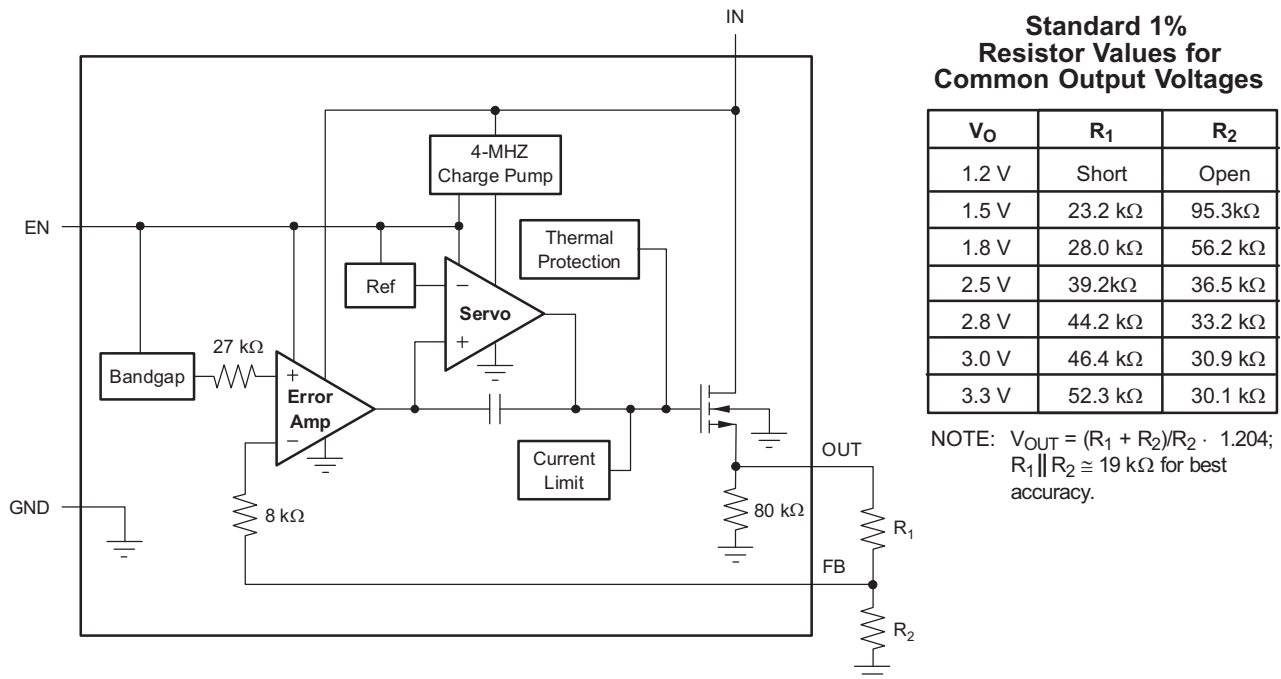 IN
4-MHZ
Charge Pump
EN
Thermal
Protection
Ref
−
Servo
+
27 kΩ
Bandgap
+
Error
Amp
−
Current
Limit
OUT
GND
8 kΩ
80 kΩ
R1
FB
R2
Standard 1%
Resistor Values for
Common Output Voltages
VO R1 R2
1.2 V Short Open
1.5 V 23.2 kΩ 95.3kΩ
1.8 V 28.0 kΩ 56.2 kΩ
2.5 V 39.2kΩ 36.5 kΩ
2.8 V 44.2 kΩ 33.2 kΩ
3.0 V 46.4 kΩ 30.9 kΩ
3.3 V 52.3 kΩ 30.1 kΩ
NOTE: VOUT = (R1 + R2)/R2 · 1.204;
R1 || R2 ≅ 19 kΩ for best
accuracy.